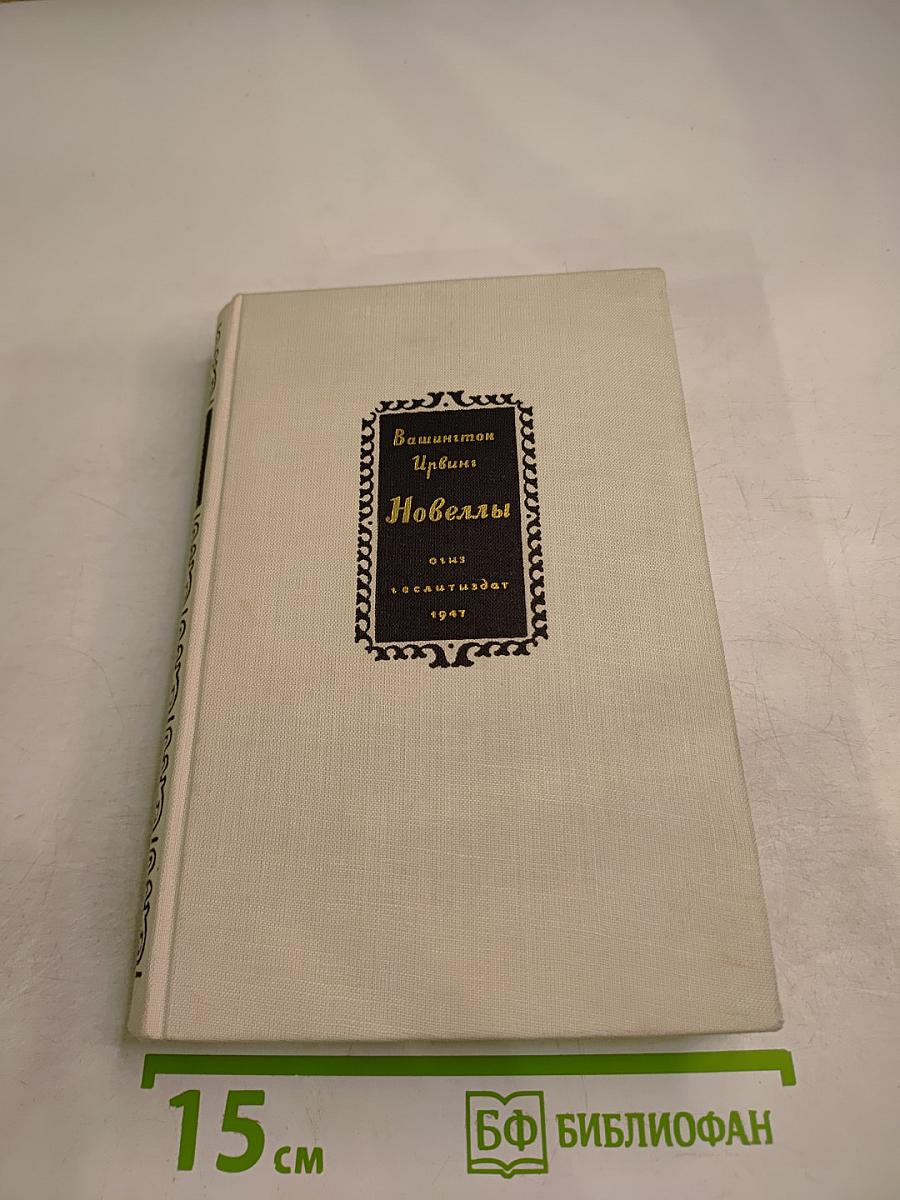 Вашингтон
Ирвинг
Новеллы
огиз
гослитиздат
1947
15 см
БФ БИБЛИОФАН